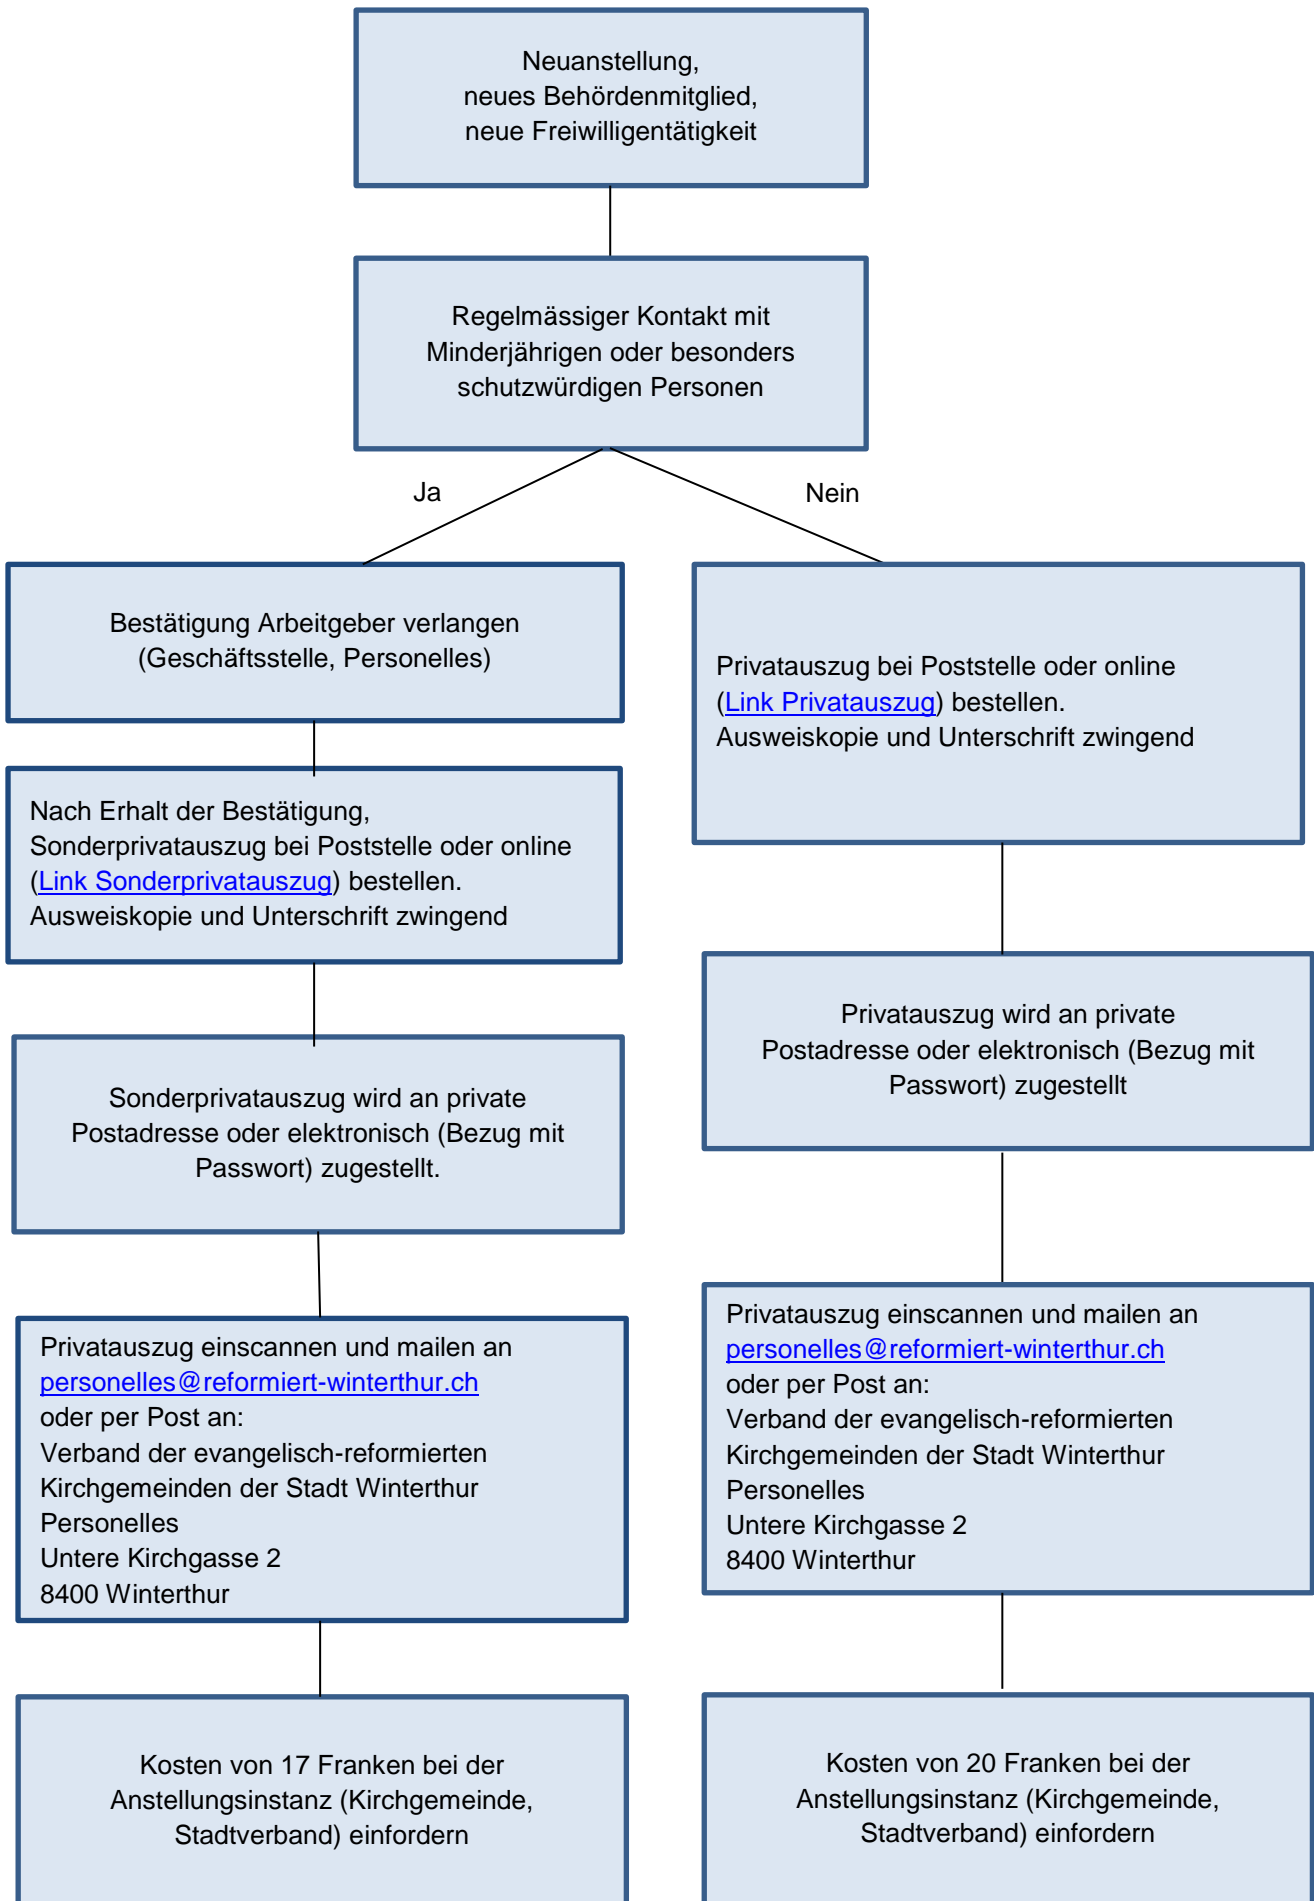 Neuanstellung,
neues Behördenmitglied,
neue Freiwilligentätigkeit
Regelmässiger Kontakt mit
Minderjährigen oder besonders
schutzwürdigen Personen
Ja
Nein
Bestätigung Arbeitgeber verlangen
(Geschäftsstelle, Personelles)
Nach Erhalt der Bestätigung,
Sonderprivatauszug bei Poststelle oder online
(Link Sonderprivatauszug) bestellen.
Ausweiskopie und Unterschrift zwingend
Sonderprivatauszug wird an private
Postadresse oder elektronisch (Bezug mit
Passwort) zugestellt.
Privatauszug einscannen und mailen an
personelles@reformiert-winterthur.ch
oder per Post an:
Verband der evangelisch-reformierten
Kirchgemeinden der Stadt Winterthur
Personelles
Untere Kirchgasse 2
8400 Winterthur
Kosten von 17 Franken bei der
Anstellungsinstanz (Kirchgemeinde,
Stadtverband) einfordern
Privatauszug bei Poststelle oder online
(Link Privatauszug) bestellen.
Ausweiskopie und Unterschrift zwingend
Privatauszug wird an private
Postadresse oder elektronisch (Bezug mit
Passwort) zugestellt
Privatauszug einscannen und mailen an
personelles@reformiert-winterthur.ch
oder per Post an:
Verband der evangelisch-reformierten
Kirchgemeinden der Stadt Winterthur
Personelles
Untere Kirchgasse 2
8400 Winterthur
Kosten von 20 Franken bei der
Anstellungsinstanz (Kirchgemeinde,
Stadtverband) einfordern